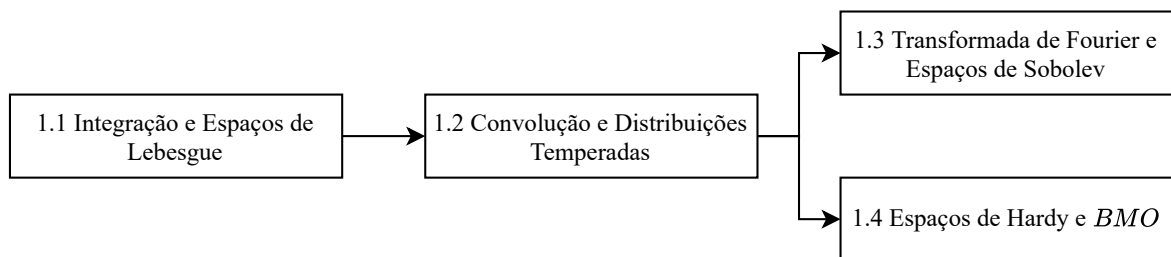 1.1 Integração e Espaços de
Lebesgue
1.2 Convolução e Distribuições
Temperadas
1.3 Transformada de Fourier e
Espaços de Sobolev
1.4 Espaços de Hardy e BMO